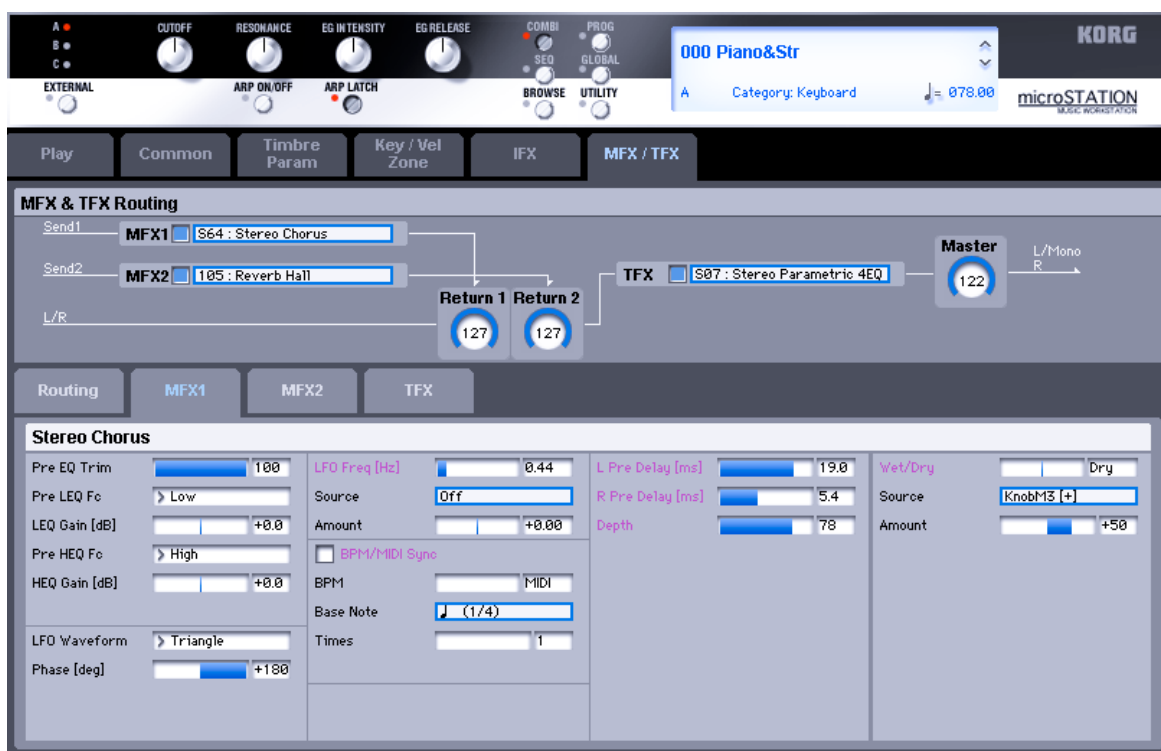 A
B
C
CUTOFF
RESONANCE
EG INTENSITY
EG RELEASE
COMBI
PROG
SEQ
GLOBAL
EXTERNAL
ARP ON/OFF
ARP LATCH
BROWSE
UTILITY
000 Piano&Str
A Category: Keyboard ♩= 078.00
KORG
microSTATION
MUSIC WORKSTATION
Play
Common
Timbre
Param
Key / Vel
Zone
IFX
MFX / TFX
MFX & TFX Routing
Send1
MFX1 S64 : Stereo Chorus
Send2
MFX2 105 : Reverb Hall
L/R
Return 1
127
Return 2
127
TFX S07 : Stereo Parametric 4EQ
Master
122
L/Mono
R
Routing
MFX1
MFX2
TFX
Stereo Chorus
Pre EQ Trim 100
Pre LEQ Fc > Low
LEQ Gain [dB] +0.0
Pre HEQ Fc > High
HEQ Gain [dB] +0.0
LFO Waveform > Triangle
Phase [deg] +180
LFO Freq [Hz] 0.44
Source Off
Amount +0.00
BPM/MIDI Sync
BPM MIDI
Base Note ♩ (1/4)
Times 1
L Pre Delay [ms] 19.0
R Pre Delay [ms] 5.4
Depth 78
Wet/Dry Dry
Source KnobM3 [+]
Amount +50